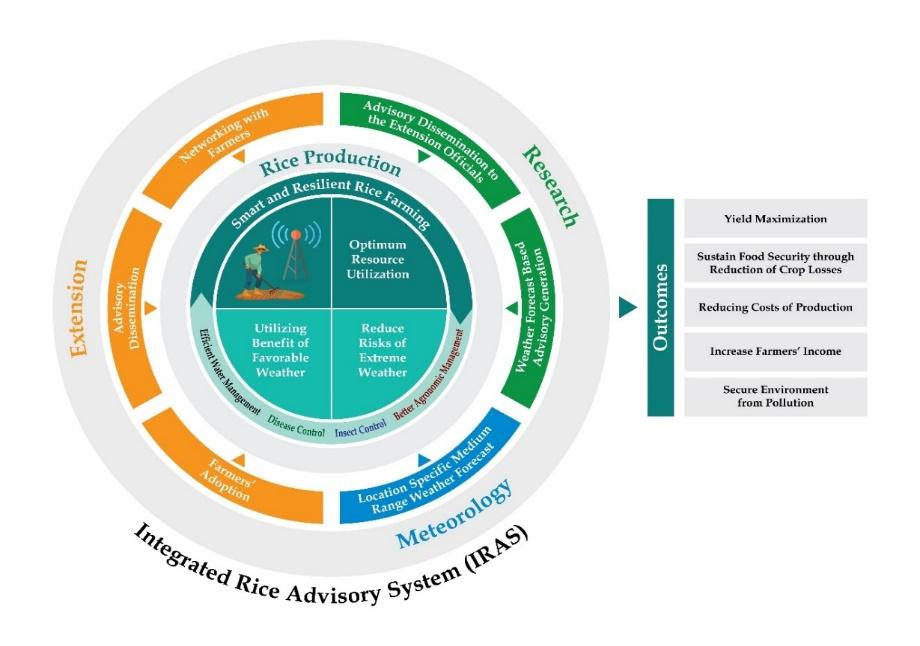 Networking with
Farmers
Advisory Dissemination to
the Extension Officials
Research
Rice Production
Smart and Resilient Rice Farming
Optimum
Resource
Utilization
Utilizing
Benefit of
Favorable
Weather
Reduce
Risks of
Extreme
Weather
Efficient Water Management
Disease Control
Insect Control
Better Agronomic Management
Extension
Advisory
Dissemination
Weather Forecast Based
Advisory Generation
Farmers'
Adoption
Location Specific Medium
Range Weather Forecast
Meteorology
Integrated Rice Advisory System (IRAS)
Outcomes
Yield Maximization
Sustain Food Security through
Reduction of Crop Losses
Reducing Costs of Production
Increase Farmers' Income
Secure Environment
from Pollution